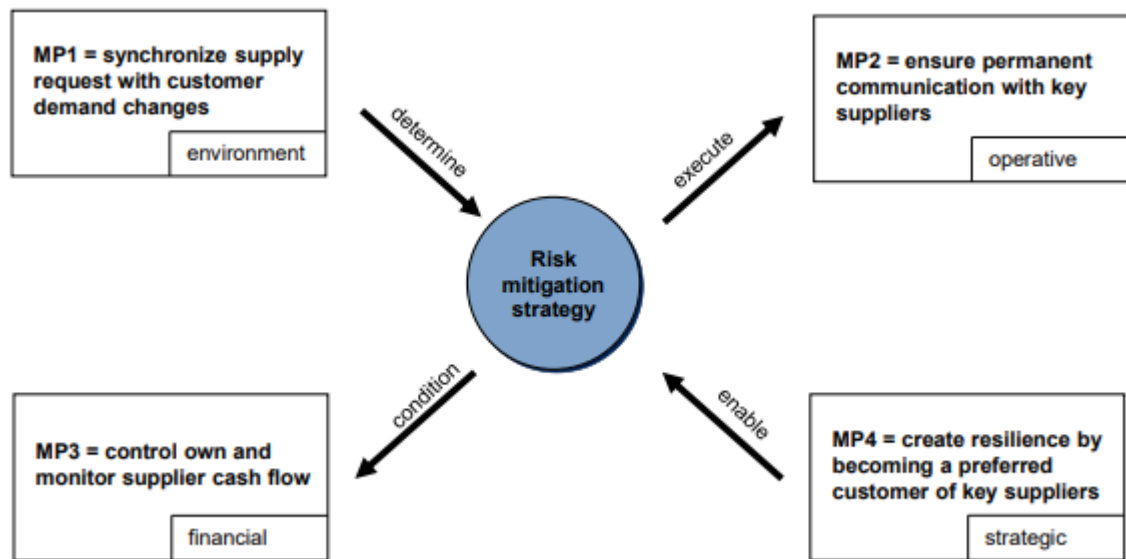 MP1 = synchronize supply
request with customer
demand changes
environment
determine
MP2 = ensure permanent
communication with key
suppliers
operative
execute
Risk
mitigation
strategy
condition
MP3 = control own and
monitor supplier cash flow
financial
enable
MP4 = create resilience by
becoming a preferred
customer of key suppliers
strategic